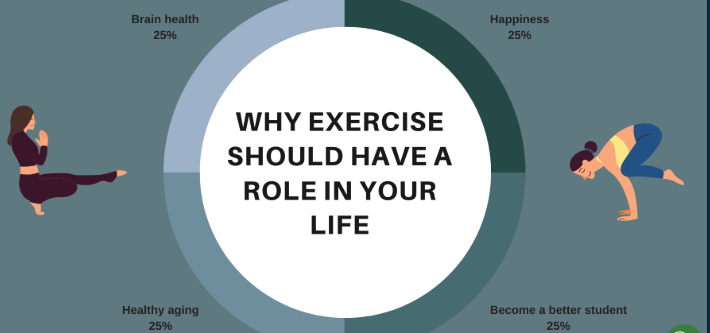 Brain health
25%
Happiness
25%
WHY EXERCISE
SHOULD HAVE A
ROLE IN YOUR
LIFE
Healthy aging
25%
Become a better student
25%